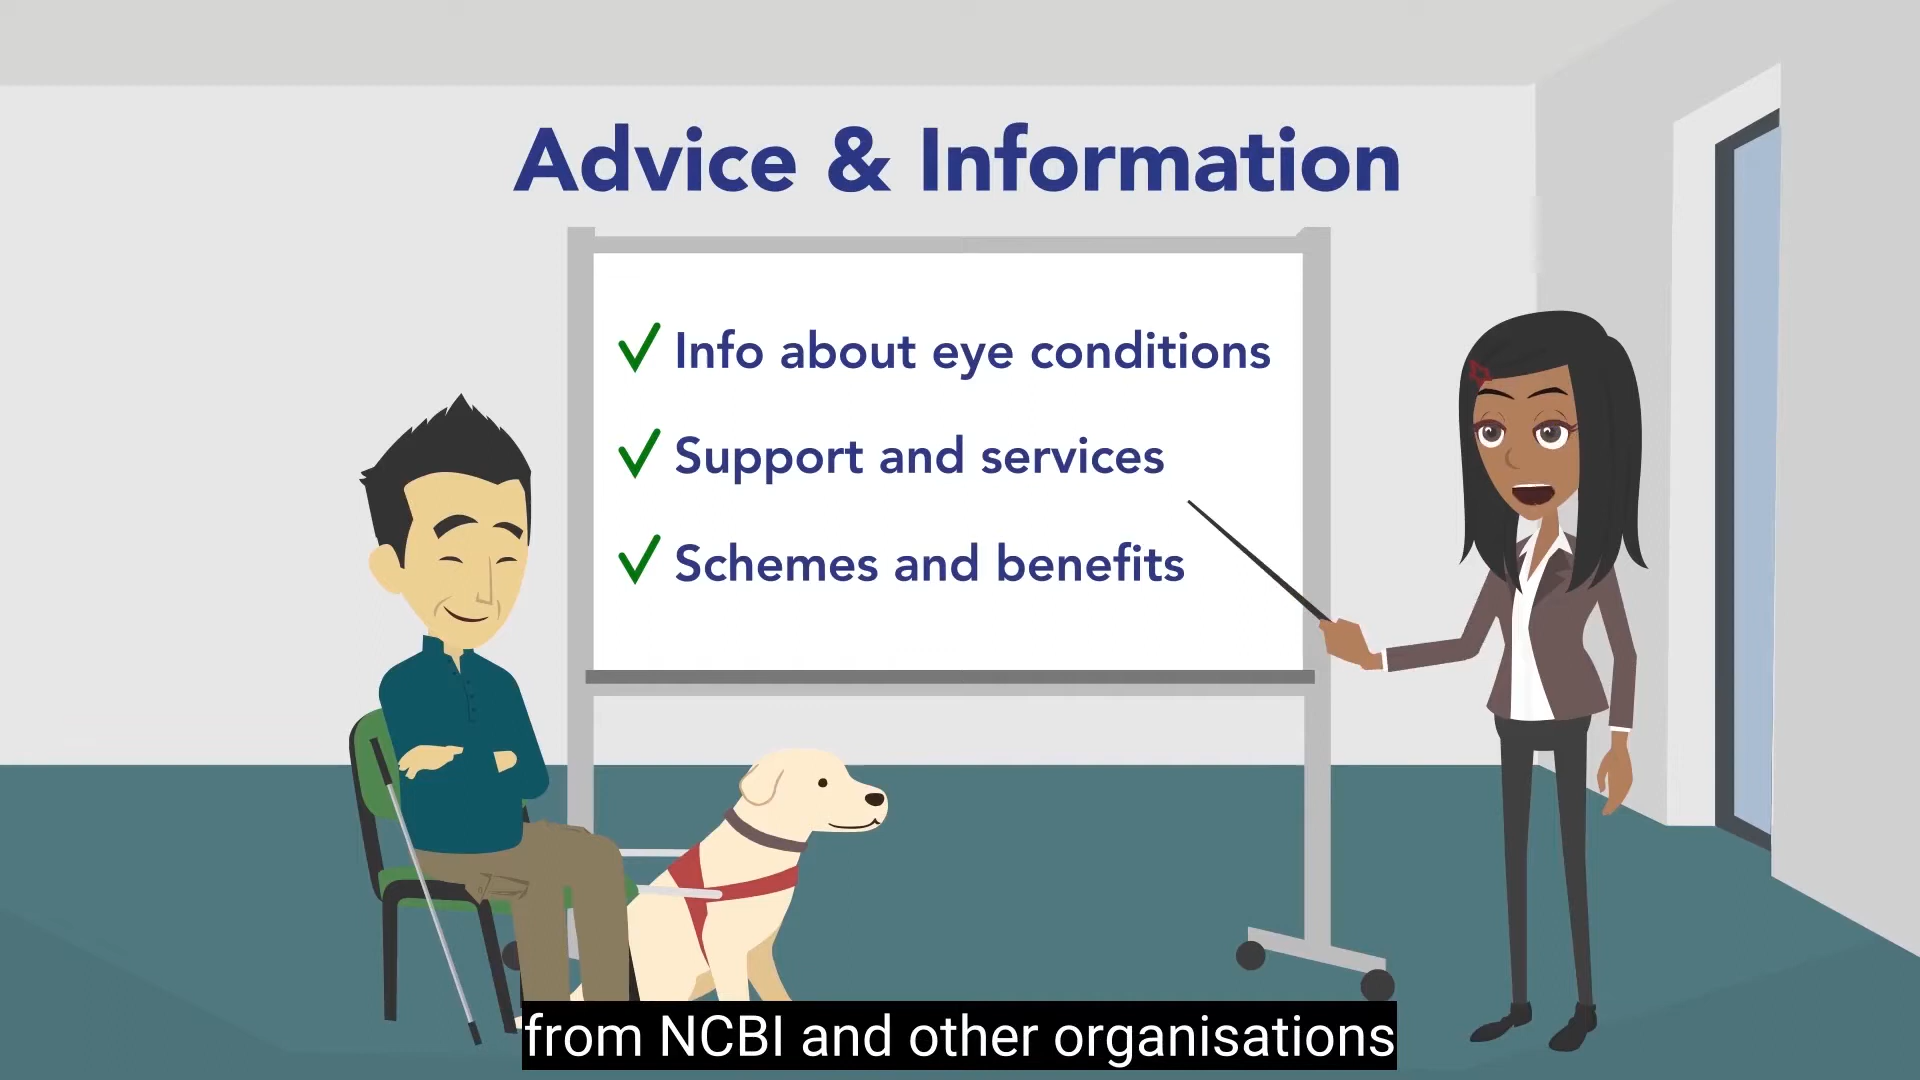 Advice & Information
Info about eye conditions
Support and services
Schemes and benefits
from NCBI and other organisations